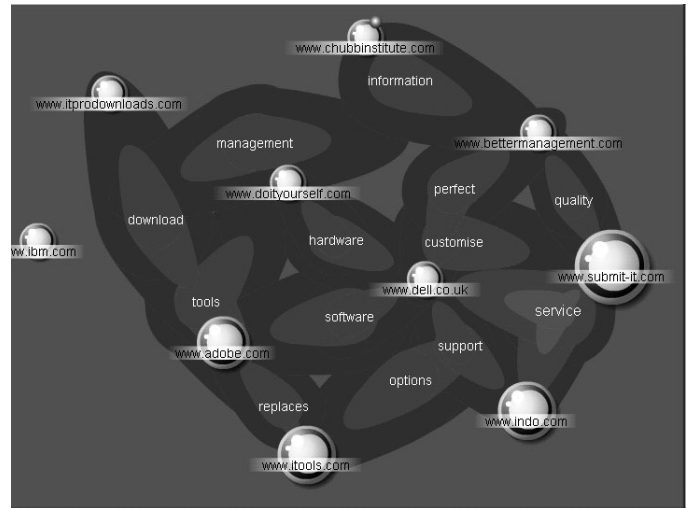 www.chubbinstitute.com
information
www.itprodownloads.com
management
www.bettermanagement.com
www.doityourself.com
perfect
quality
download
hardware
customise
ww.ibm.com
www.submit-it.com
www.dell.co.uk
tools
software
service
support
www.adobe.com
options
replaces
www.indo.com
www.itools.com